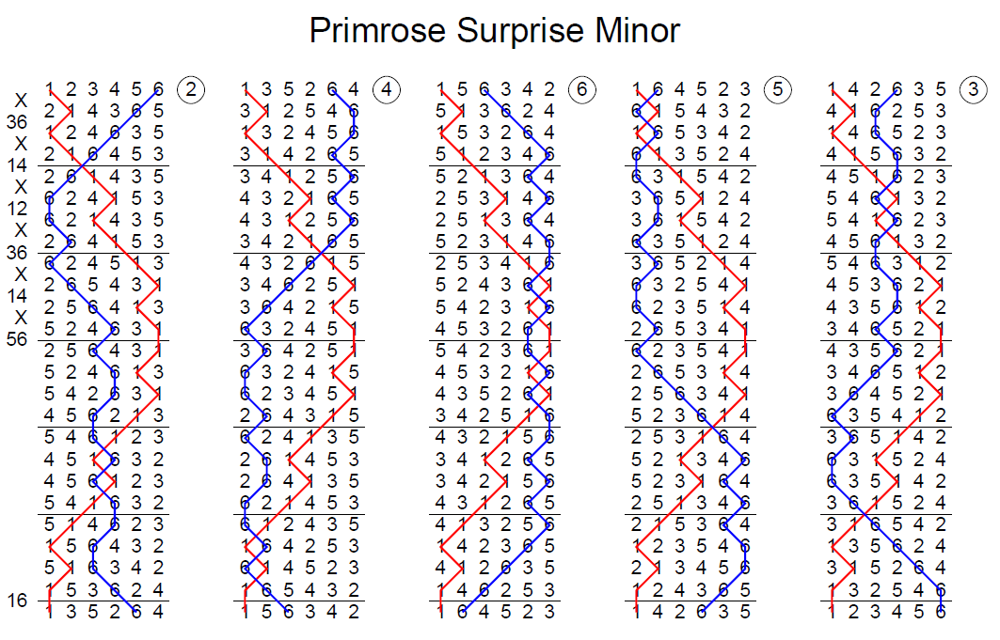 Primrose Surprise Minor
1 2 3 4 5 6 2 1 3 5 2 6 4 4 1 5 6 3 4 2 6 1 6 4 5 2 3 5 1 4 2 6 3 5 3
X
2 1 4 3 6 5 3 1 2 5 4 6 5 1 3 6 2 4 6 1 5 4 3 2 4 1 6 2 5 3
36
1 2 4 6 3 5 1 3 2 4 5 6 1 5 3 2 6 4 1 6 5 3 4 2 1 4 6 5 2 3
X
2 1 6 4 5 3 3 1 4 2 6 5 5 1 2 3 4 6 6 1 3 5 2 4 4 1 5 6 3 2
14
2 6 1 4 3 5 3 4 1 2 5 6 5 2 1 3 6 4 6 3 1 5 4 2 4 5 1 6 2 3
X
6 2 4 1 5 3 4 3 2 1 6 5 2 5 3 1 4 6 3 6 5 1 2 4 5 4 6 1 3 2
12
6 2 1 4 3 5 4 3 1 2 5 6 2 5 1 3 6 4 3 6 1 5 4 2 5 4 1 6 2 3
X
2 6 4 1 5 3 3 4 2 1 6 5 5 2 3 1 4 6 6 3 5 1 2 4 4 5 6 1 3 2
36
6 2 4 5 1 3 4 3 2 6 1 5 2 5 3 4 1 6 3 6 5 2 1 4 5 4 6 3 1 2
X
2 6 5 4 3 1 3 4 6 2 5 1 5 2 4 3 6 1 6 3 2 5 4 1 4 5 3 6 2 1
14
2 5 6 4 1 3 3 6 4 2 1 5 5 4 2 3 1 6 6 2 3 5 1 4 4 3 5 6 1 2
X
5 2 4 6 3 1 6 3 2 4 5 1 4 5 3 2 6 1 2 6 5 3 4 1 3 4 6 5 2 1
56
2 5 6 4 3 1 3 6 4 2 5 1 5 4 2 3 6 1 6 2 3 5 4 1 4 3 5 6 2 1
5 2 4 6 1 3 6 3 2 4 1 5 4 5 3 2 1 6 2 6 5 3 1 4 3 4 6 5 1 2
5 4 2 6 3 1 6 2 3 4 5 1 4 3 5 2 6 1 2 5 6 3 4 1 3 6 4 5 2 1
4 5 6 2 1 3 2 6 4 3 1 5 3 4 2 5 1 6 5 2 3 6 1 4 6 3 5 4 1 2
5 4 6 1 2 3 6 2 4 1 3 5 4 3 2 1 5 6 2 5 3 1 6 4 3 6 5 1 4 2
4 5 1 6 3 2 2 6 1 4 5 3 3 4 1 2 6 5 5 2 1 3 4 6 6 3 1 5 2 4
4 5 6 1 2 3 2 6 4 1 3 5 3 4 2 1 5 6 5 2 3 1 6 4 6 3 5 1 4 2
5 4 1 6 3 2 6 2 1 4 5 3 4 3 1 2 6 5 2 5 1 3 4 6 3 6 1 5 2 4
5 1 4 6 2 3 6 1 2 4 3 5 4 1 3 2 5 6 2 1 5 3 6 4 3 1 6 5 4 2
1 5 6 4 3 2 1 6 4 2 5 3 1 4 2 3 6 5 1 2 3 5 4 6 1 3 5 6 2 4
5 1 6 3 4 2 6 1 4 5 2 3 4 1 2 6 3 5 2 1 3 4 5 6 3 1 5 2 6 4
1 5 3 6 2 4 1 6 5 4 3 2 1 4 6 2 5 3 1 2 4 3 6 5 1 3 2 5 4 6
16
1 3 5 2 6 4 1 5 6 3 4 2 1 6 4 5 2 3 1 4 2 6 3 5 1 2 3 4 5 6